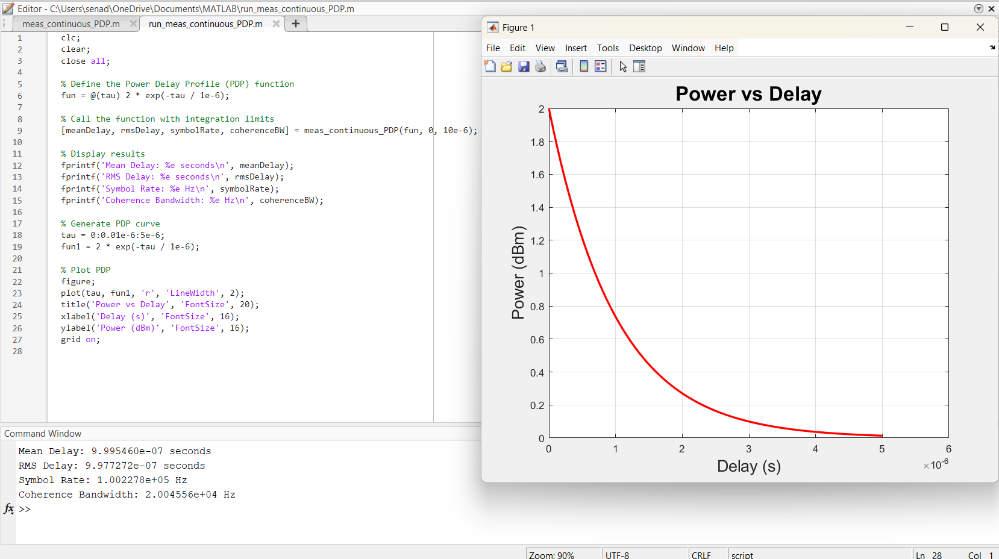 Editor - C:\Users\senad\OneDrive\Documents\MATLAB\run_meas_continuous_PDP.m
meas_continuous_PDP.m
run_meas_continuous_PDP.m
1 clc;
2 clear;
3 close all;
4
5 % Define the Power Delay Profile (PDP) function
6 fun = @(tau) 2 * exp(-tau / 1e-6);
7
8 % Call the function with integration limits
9 [meanDelay, rmsDelay, symbolRate, coherenceBW] = meas_continuous_PDP(fun, 0, 10e-6);
10
11 % Display results
12 fprintf('Mean Delay: %e seconds\n', meanDelay);
13 fprintf('RMS Delay: %e seconds\n', rmsDelay);
14 fprintf('Symbol Rate: %e Hz\n', symbolRate);
15 fprintf('Coherence Bandwidth: %e Hz\n', coherenceBW);
16
17 % Generate PDP curve
18 tau = 0:0.01e-6:5e-6;
19 fun1 = 2 * exp(-tau / 1e-6);
20
21 % Plot PDP
22 figure;
23 plot(tau, fun1, 'r', 'LineWidth', 2);
24 title('Power vs Delay', 'FontSize', 20);
25 xlabel('Delay (s)', 'FontSize', 16);
26 ylabel('Power (dBm)', 'FontSize', 16);
27 grid on;
28
Command Window
Mean Delay: 9.995460e-07 seconds
RMS Delay: 9.977272e-07 seconds
Symbol Rate: 1.002278e+05 Hz
Coherence Bandwidth: 2.004556e+04 Hz
fx >>
Figure 1
File Edit View Insert Tools Desktop Window Help
Power vs Delay
2
1.8
1.6
1.4
1.2
1
0.8
0.6
0.4
0.2
0
Power (dBm)
0 1 2 3 4 5 6
Delay (s)
×10-6
Zoom: 90% UTF-8 CRLF script Ln 28 Col 1